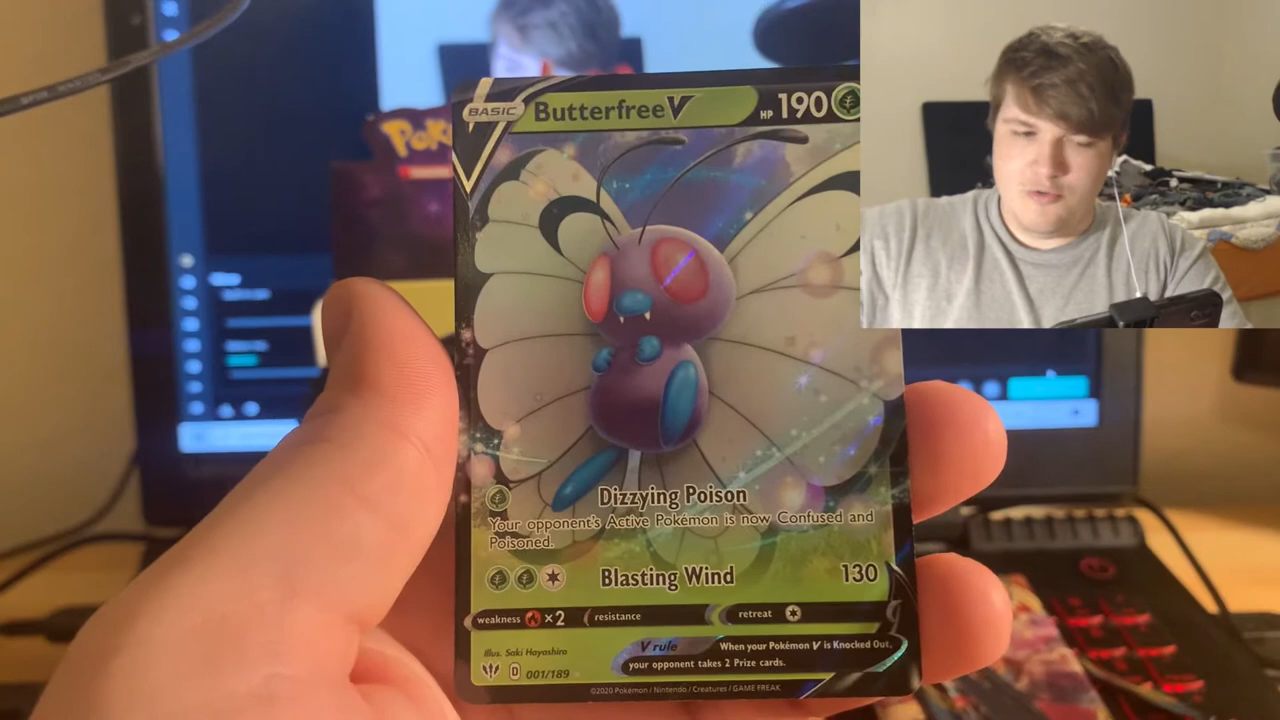 BASIC Butterfree V HP 190
Pok
Dizzying Poison
Your opponent's Active Pokémon is now Confused and
Poisoned.
Blasting Wind 130
weakness ×2 resistance retreat
V rule When your Pokémon V is Knocked Out,
your opponent takes 2 Prize cards.
Illus. Saki Hayashiro
D 001/189
©2020 Pokémon / Nintendo / Creatures / GAME FREAK